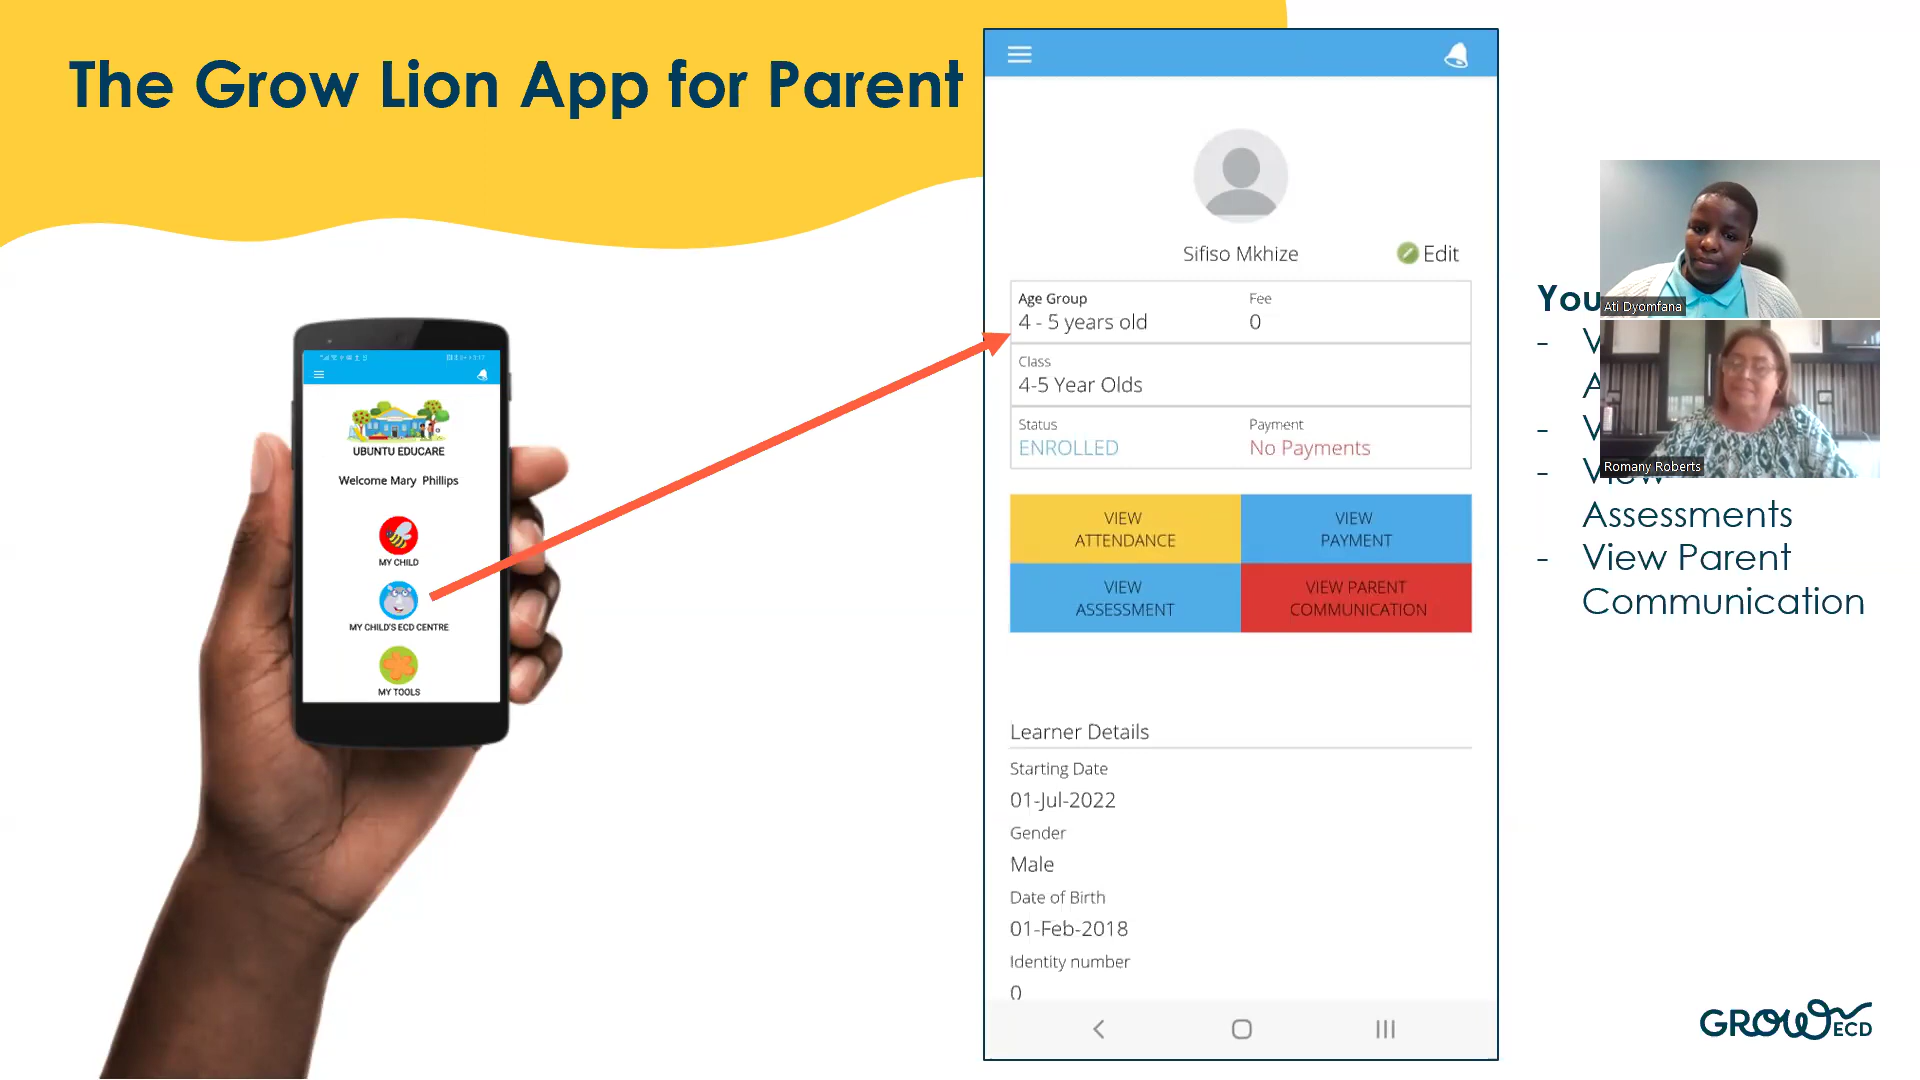 The Grow Lion App for Parent
UBUNTU EDUCARE
Welcome Mary Phillips
MY CHILD
MY CHILD'S ECD CENTRE
MY TOOLS
Sifiso Mkhize
Edit
Age Group
4 - 5 years old
Fee
0
Class
4-5 Year Olds
Status
ENROLLED
Payment
No Payments
VIEW
ATTENDANCE
VIEW
PAYMENT
VIEW
ASSESSMENT
VIEW PARENT
COMMUNICATION
Learner Details
Starting Date
01-Jul-2022
Gender
Male
Date of Birth
01-Feb-2018
Identity number
0
You
Ati Dyomfana
Romany Roberts
- View
Assessments
- View Parent
Communication
GROW ECD